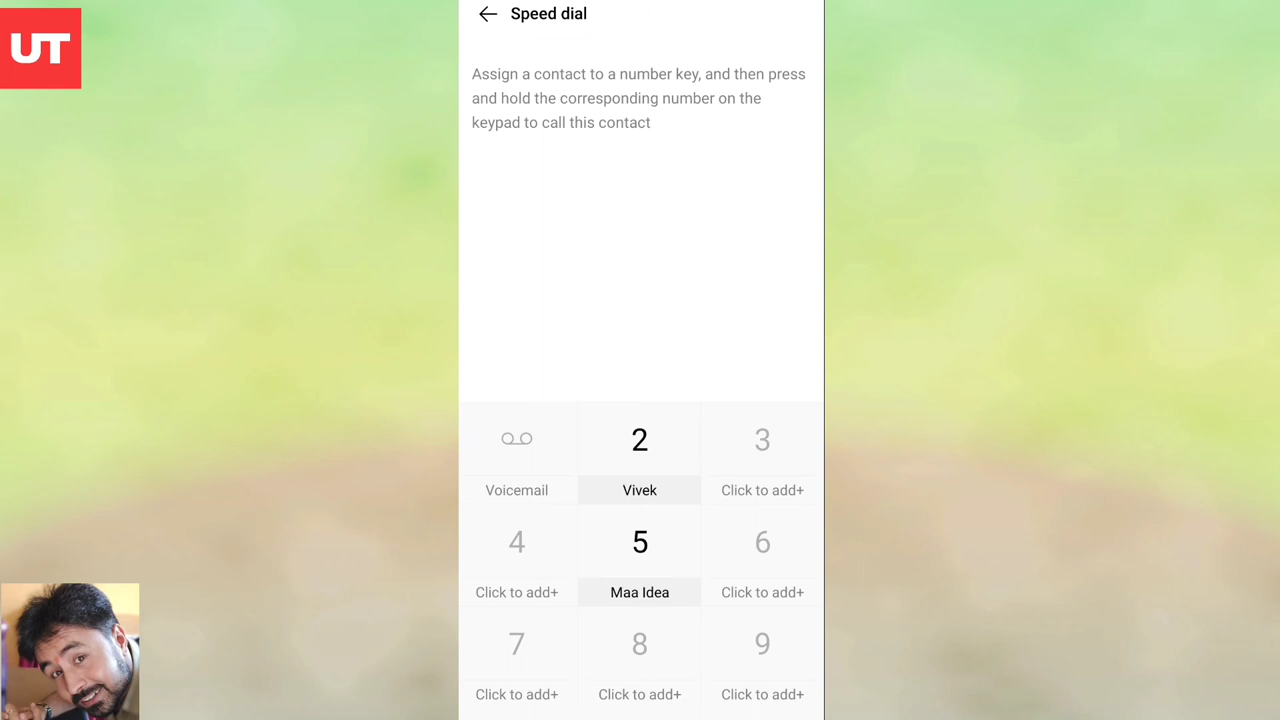 UT
Speed dial
Assign a contact to a number key, and then press
and hold the corresponding number on the
keypad to call this contact
2 3
Voicemail Vivek Click to add+
4 5 6
Click to add+ Maa Idea Click to add+
7 8 9
Click to add+ Click to add+ Click to add+